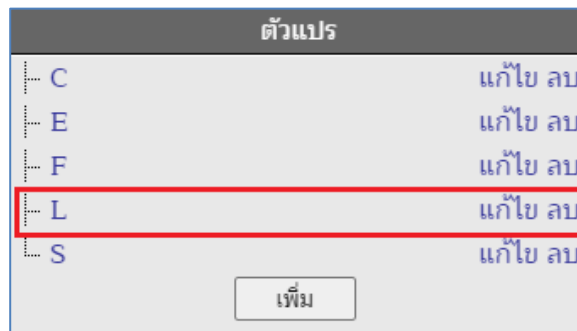 ตัวแปร
C แก้ไข ลบ
E แก้ไข ลบ
F แก้ไข ลบ
L แก้ไข ลบ
S แก้ไข ลบ
เพิ่ม